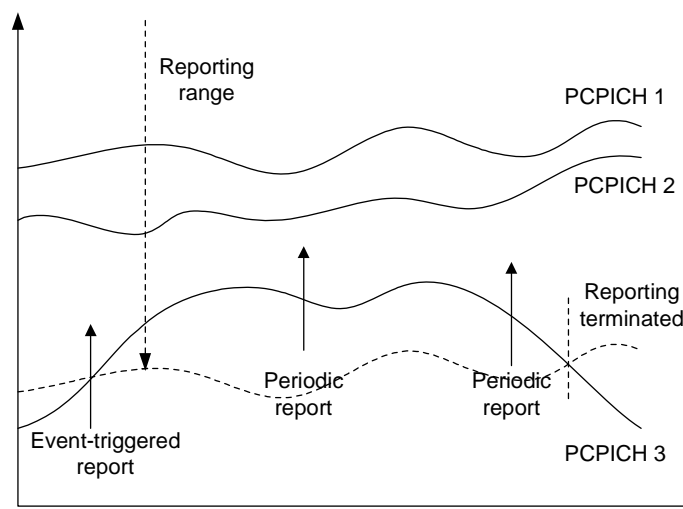 Reporting
range
PCPICH 1
PCPICH 2
Reporting
terminated
Periodic
report
Periodic
report
Event-triggered
report
PCPICH 3